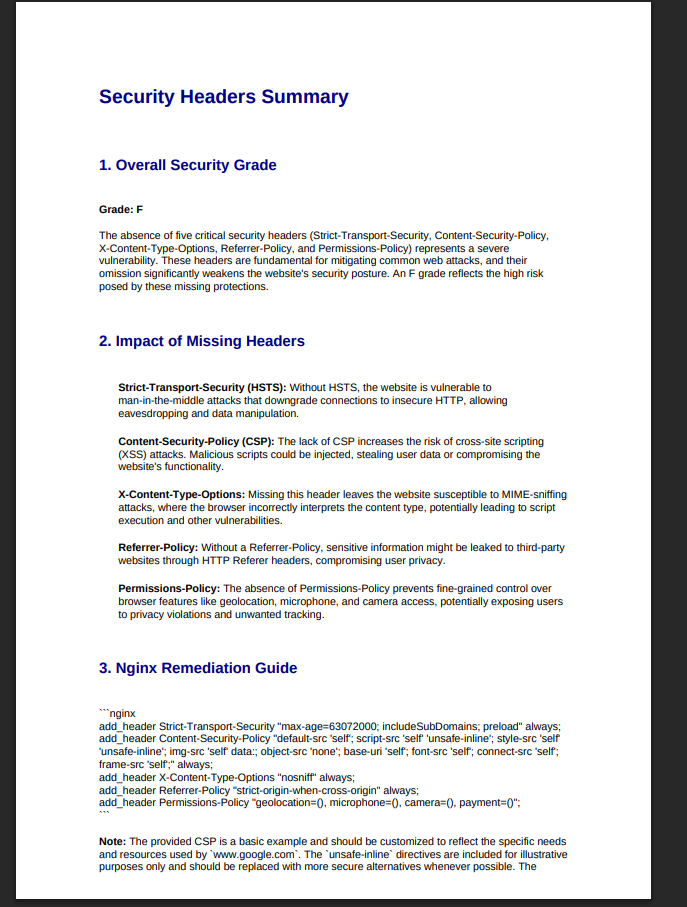 Security Headers Summary
1. Overall Security Grade
Grade: F
The absence of five critical security headers (Strict-Transport-Security, Content-Security-Policy,
X-Content-Type-Options, Referrer-Policy, and Permissions-Policy) represents a severe
vulnerability. These headers are fundamental for mitigating common web attacks, and their
omission significantly weakens the website's security posture. An F grade reflects the high risk
posed by these missing protections.
2. Impact of Missing Headers
Strict-Transport-Security (HSTS): Without HSTS, the website is vulnerable to
man-in-the-middle attacks that downgrade connections to insecure HTTP, allowing
eavesdropping and data manipulation.
Content-Security-Policy (CSP): The lack of CSP increases the risk of cross-site scripting
(XSS) attacks. Malicious scripts could be injected, stealing user data or compromising the
website's functionality.
X-Content-Type-Options: Missing this header leaves the website susceptible to MIME-sniffing
attacks, where the browser incorrectly interprets the content type, potentially leading to script
execution and other vulnerabilities.
Referrer-Policy: Without a Referrer-Policy, sensitive information might be leaked to third-party
websites through HTTP Referer headers, compromising user privacy.
Permissions-Policy: The absence of Permissions-Policy prevents fine-grained control over
browser features like geolocation, microphone, and camera access, potentially exposing users
to privacy violations and unwanted tracking.
3. Nginx Remediation Guide
```nginx
add_header Strict-Transport-Security "max-age=63072000; includeSubDomains; preload" always;
add_header Content-Security-Policy "default-src 'self'; script-src 'self' 'unsafe-inline'; style-src 'self'
'unsafe-inline'; img-src 'self' data:; object-src 'none'; base-uri 'self'; font-src 'self'; connect-src 'self';
frame-src 'self';" always;
add_header X-Content-Type-Options "nosniff" always;
add_header Referrer-Policy "strict-origin-when-cross-origin" always;
add_header Permissions-Policy "geolocation=(), microphone=(), camera=(), payment=()";
```
Note: The provided CSP is a basic example and should be customized to reflect the specific needs
and resources used by `www.google.com`. The `unsafe-inline` directives are included for illustrative
purposes only and should be replaced with more secure alternatives whenever possible. The